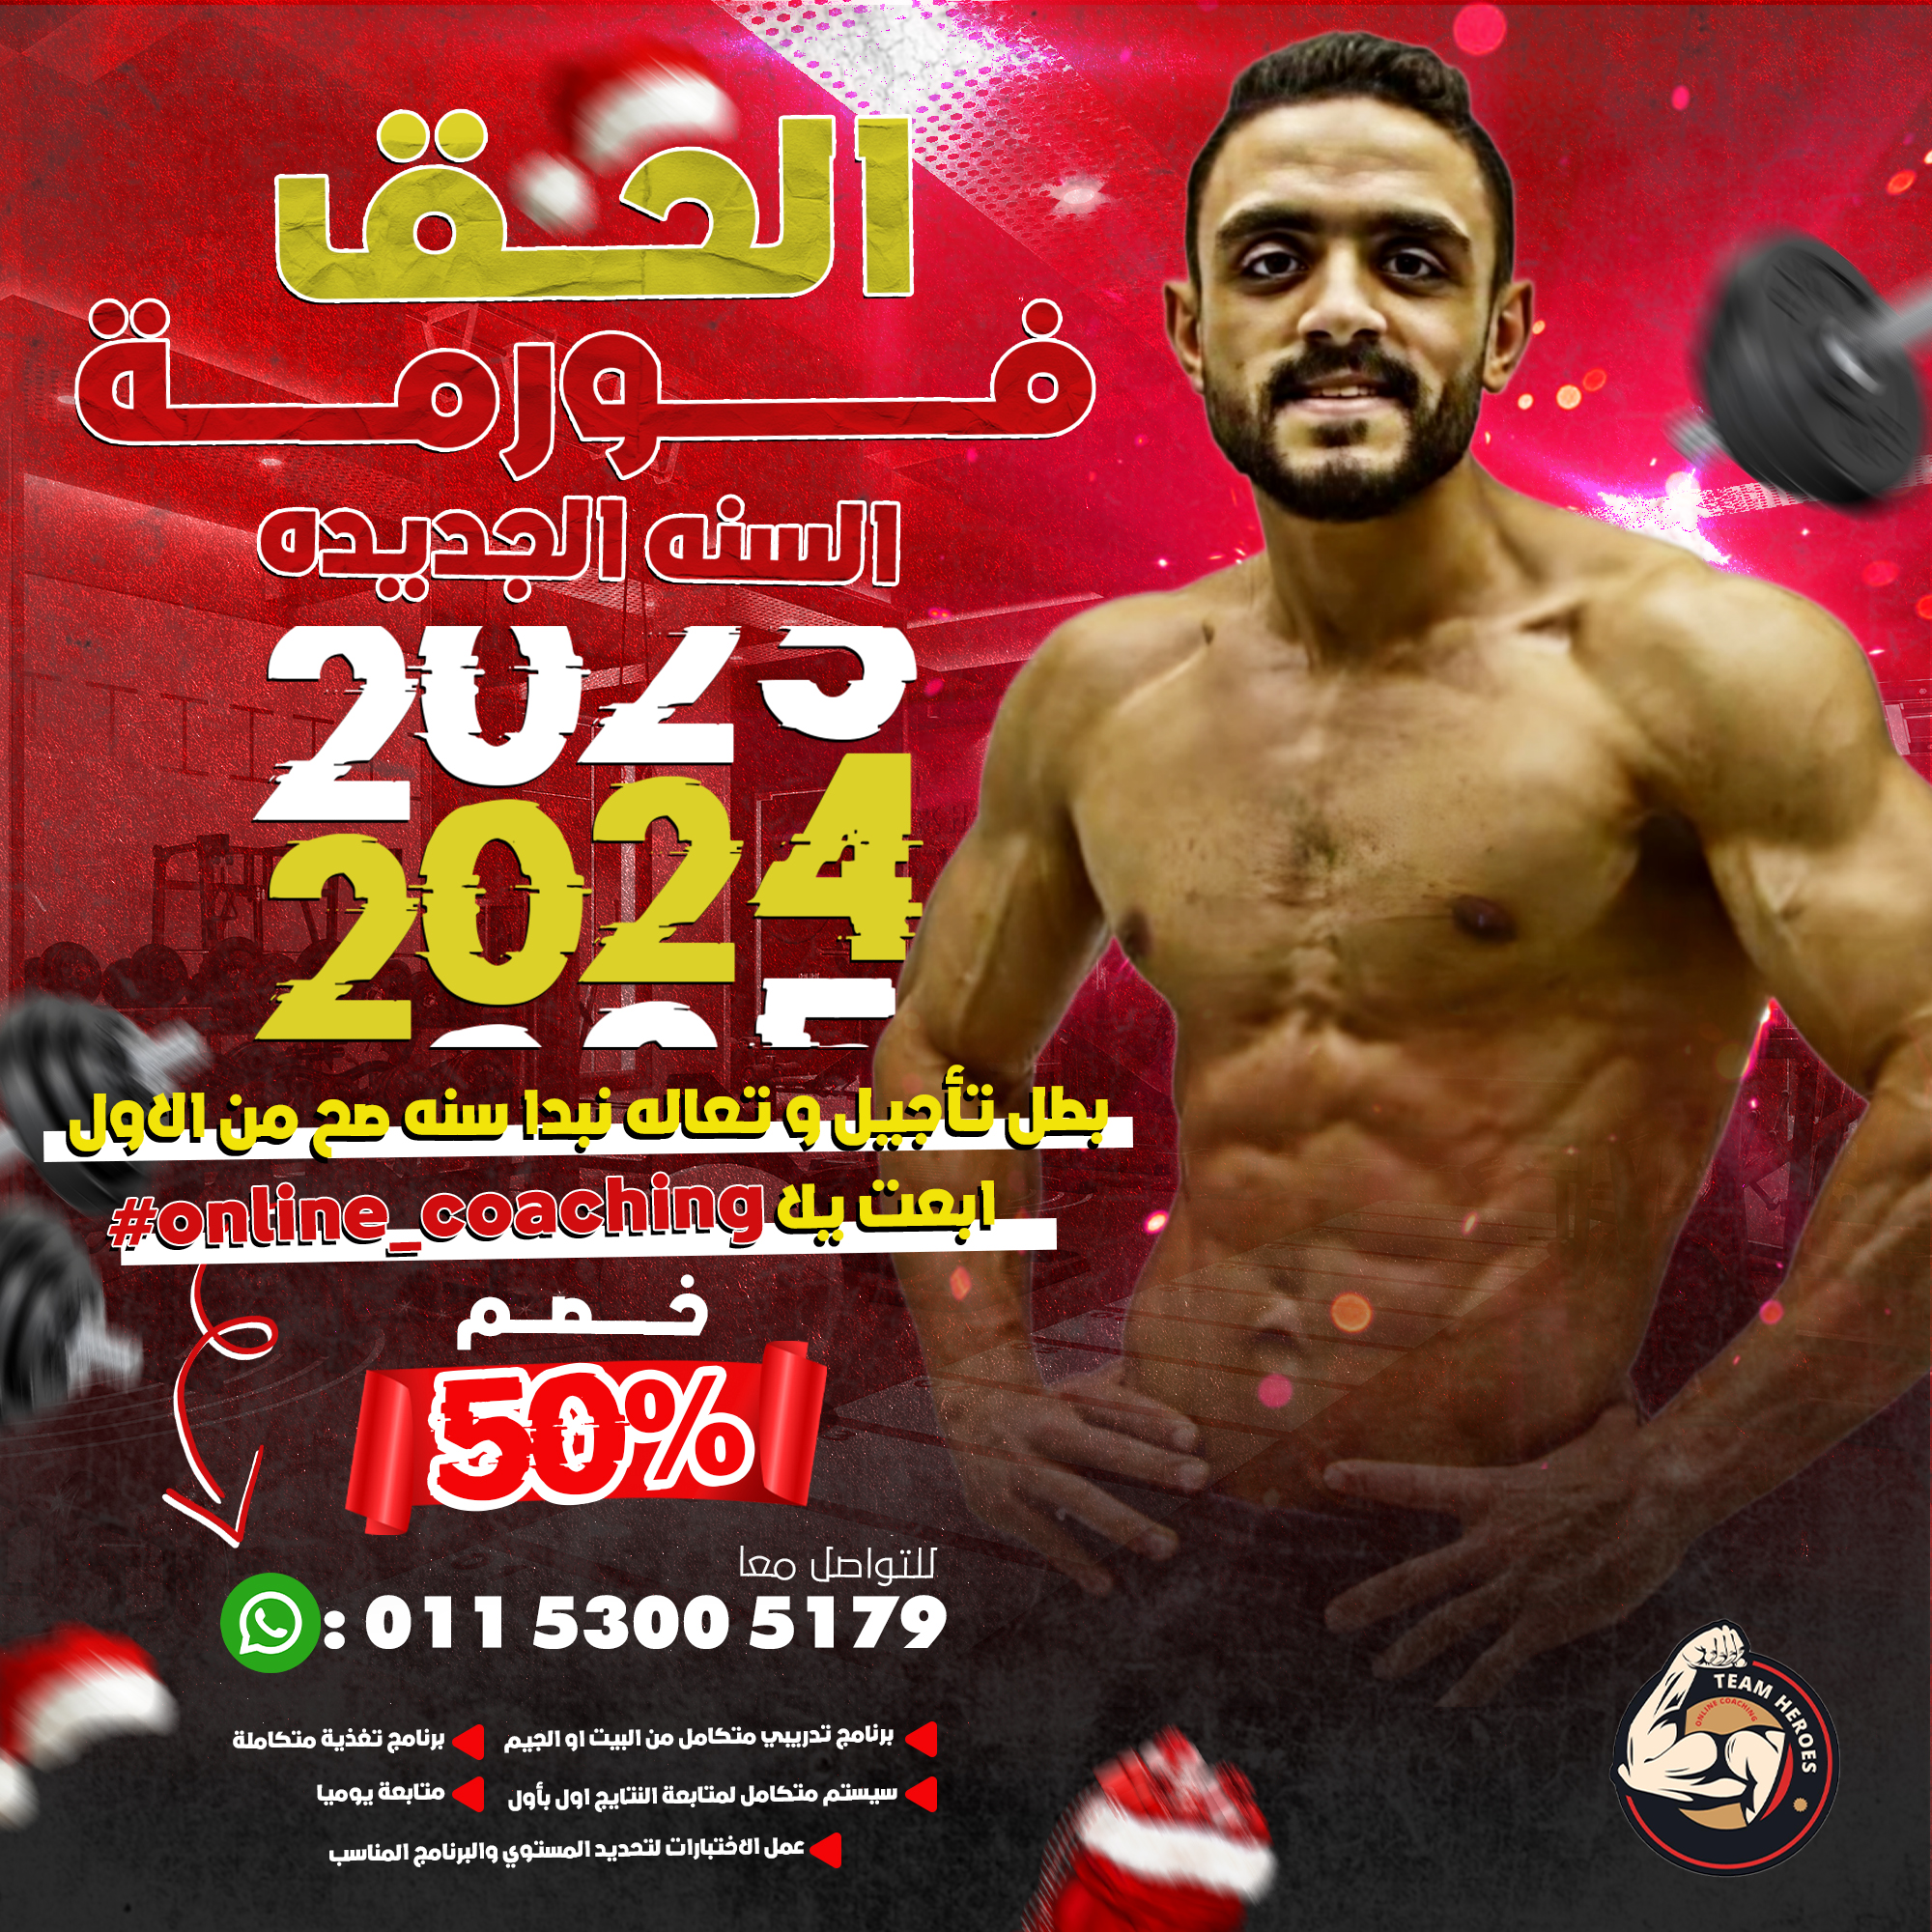 الحق
فورمة
السنه الجديده
2023
2024
2025
بطل تأجيل و تعاله نبدا سنه صح من الاول
ابعت يلا #online_coaching
خصم
50%
للتواصل معا
: 011 5300 5179
برنامج تدريبي متكامل من البيت او الجيم
برنامج تغذية متكاملة
سيستم متكامل لمتابعة النتايج اول بأول
متابعة يوميا
عمل الاختبارات لتحديد المستوي والبرنامج المناسب
TEAM HEROES
ONLINE COACHING